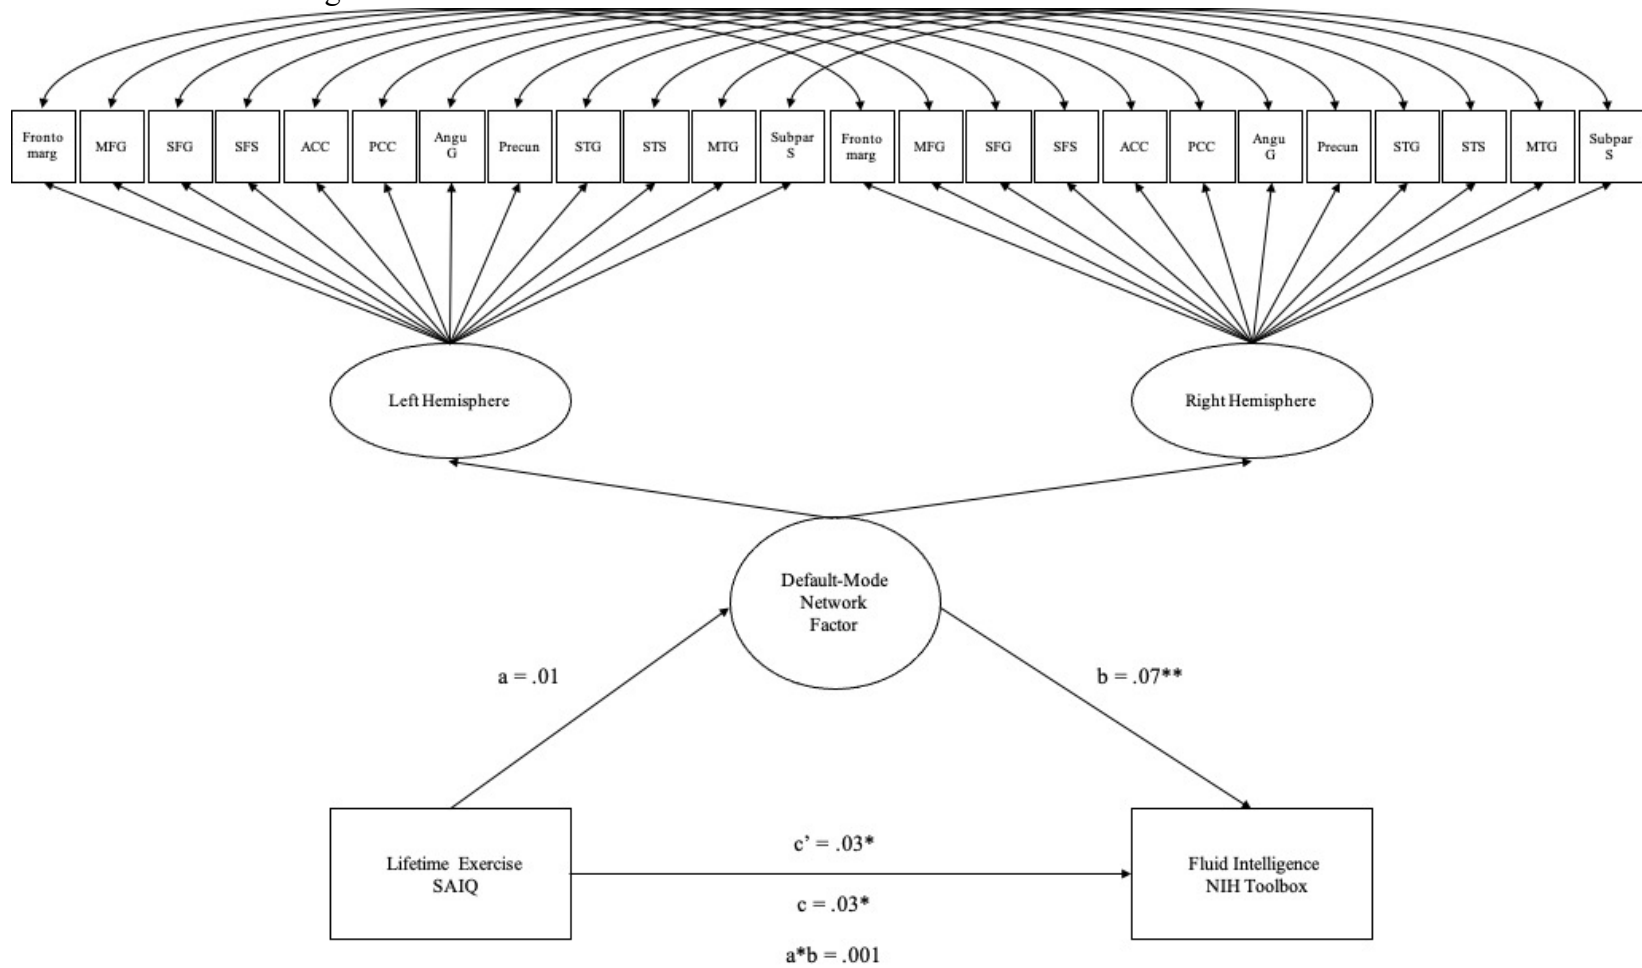 Fronto
marg
MFG
SFG
SFS
ACC
PCC
Angu
G
Precun
STG
STS
MTG
Subpar
S
Fronto
marg
MFG
SFG
SFS
ACC
PCC
Angu
G
Precun
STG
STS
MTG
Subpar
S
Left Hemisphere
Right Hemisphere
Default-Mode
Network
Factor
a = .01
b = .07**
Lifetime Exercise
SAIQ
c’ = .03*
c = .03*
a*b = .001
Fluid Intelligence
NIH Toolbox